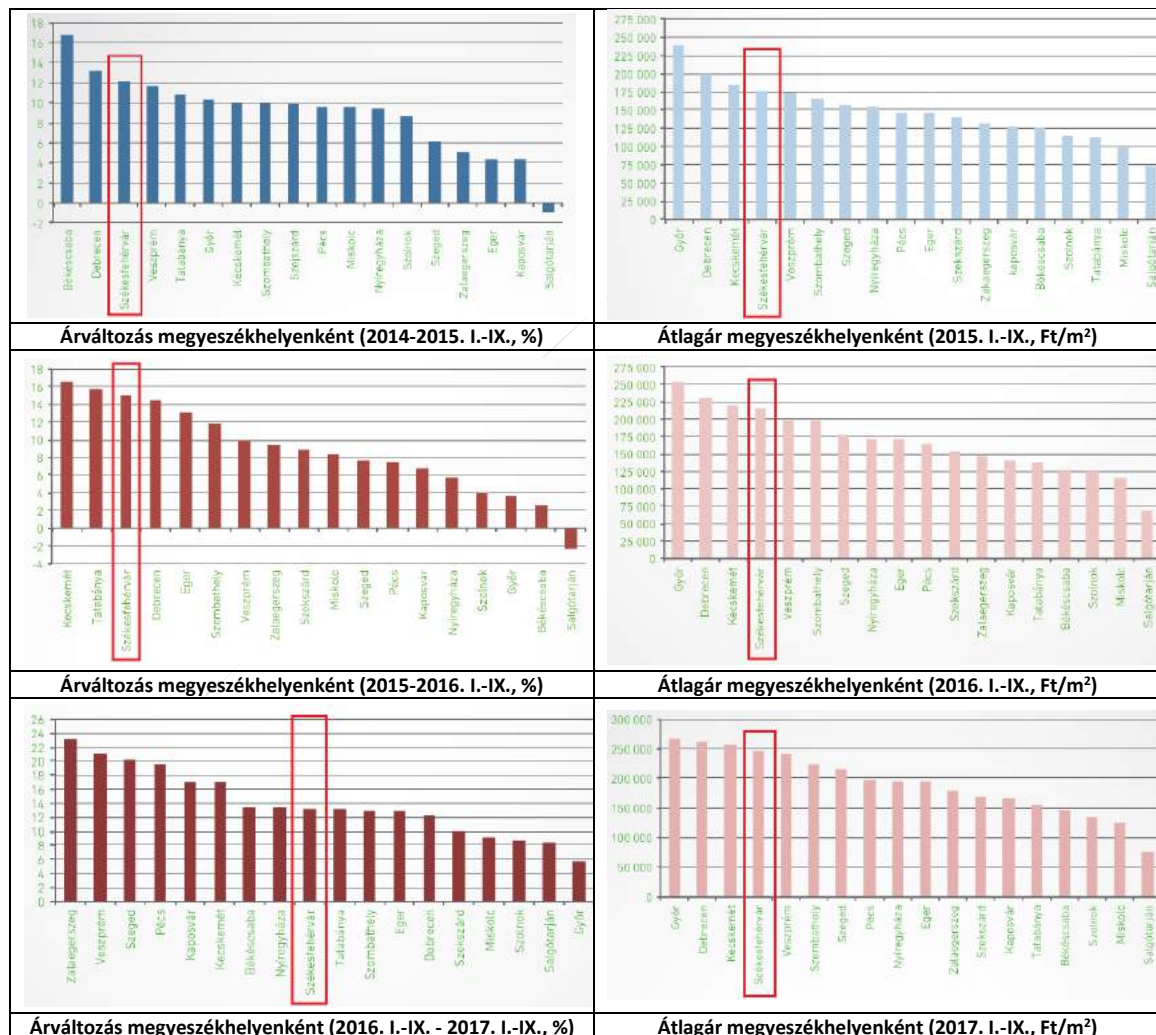 18
16
14
12
10
8
6
4
2
0
-2
Békéscsaba
Debrecen
Székesfehérvár
Veszprém
Tatabánya
Győr
Kecskemét
Szombathely
Pécs
Miskolc
Nyíregyháza
Szolnok
Szeged
Zalaegerszeg
Eger
Kaposvár
Salgótarján
275 000
250 000
225 000
200 000
175 000
150 000
125 000
100 000
75 000
50 000
25 000
0
Győr
Debrecen
Kecskemét
Székesfehérvár
Veszprém
Szombathely
Szeged
Nyíregyháza
Pécs
Eger
Szekszárd
kaposvár
Békéscsaba
Szolnok
Tatabánya
Miskolc
Salgótarján
Árváltozás megyeszékhelyenként (2014-2015. I.-IX., %)
Átlagár megyeszékhelyenként (2015. I.-IX., Ft/m²)
18
16
14
12
10
8
6
4
2
0
-2
-4
Kecskemét
Tatabánya
Székesfehérvár
Debrecen
Eger
Szombathely
Veszprém
Zalaegerszeg
Szekszárd
Miskolc
Szeged
Pécs
Kaposvár
Nyíregyháza
Szolnok
Győr
Békéscsaba
Salgótarján
275 000
250 000
225 000
200 000
175 000
150 000
125 000
100 000
75 000
50 000
25 000
0
Győr
Debrecen
Kecskemét
Székesfehérvár
Veszprém
Szombathely
Szeged
Nyíregyháza
Eger
Pécs
Szekszárd
Zalaegerszeg
Kaposvár
Tatabánya
Békéscsaba
Szolnok
Miskolc
Salgótarján
Árváltozás megyeszékhelyenként (2015-2016. I.-IX., %)
Átlagár megyeszékhelyenként (2016. I.-IX., Ft/m²)
26
24
22
20
18
16
14
12
10
8
6
4
2
0
Zalaegerszeg
Veszprém
Szeged
Pécs
Kaposvár
Kecskemét
Békéscsaba
Nyíregyháza
Székesfehérvár
Tatabánya
Szombathely
Eger
Debrecen
Szekszárd
Miskolc
Szolnok
Salgótarján
Győr
300 000
250 000
200 000
150 000
100 000
50 000
0
Győr
Debrecen
Kecskemét
Székesfehérvár
Veszprém
Szombathely
Szeged
Pécs
Nyíregyháza
Eger
Zalaegerszeg
Szekszárd
Kapovár
Tatabánya
Békéscsaba
Szolnok
Miskolc
Salgótarján
Árváltozás megyeszékhelyenként (2016. I.-IX. - 2017. I.-IX., %)
Átlagár megyeszékhelyenként (2017. I.-IX., Ft/m²)